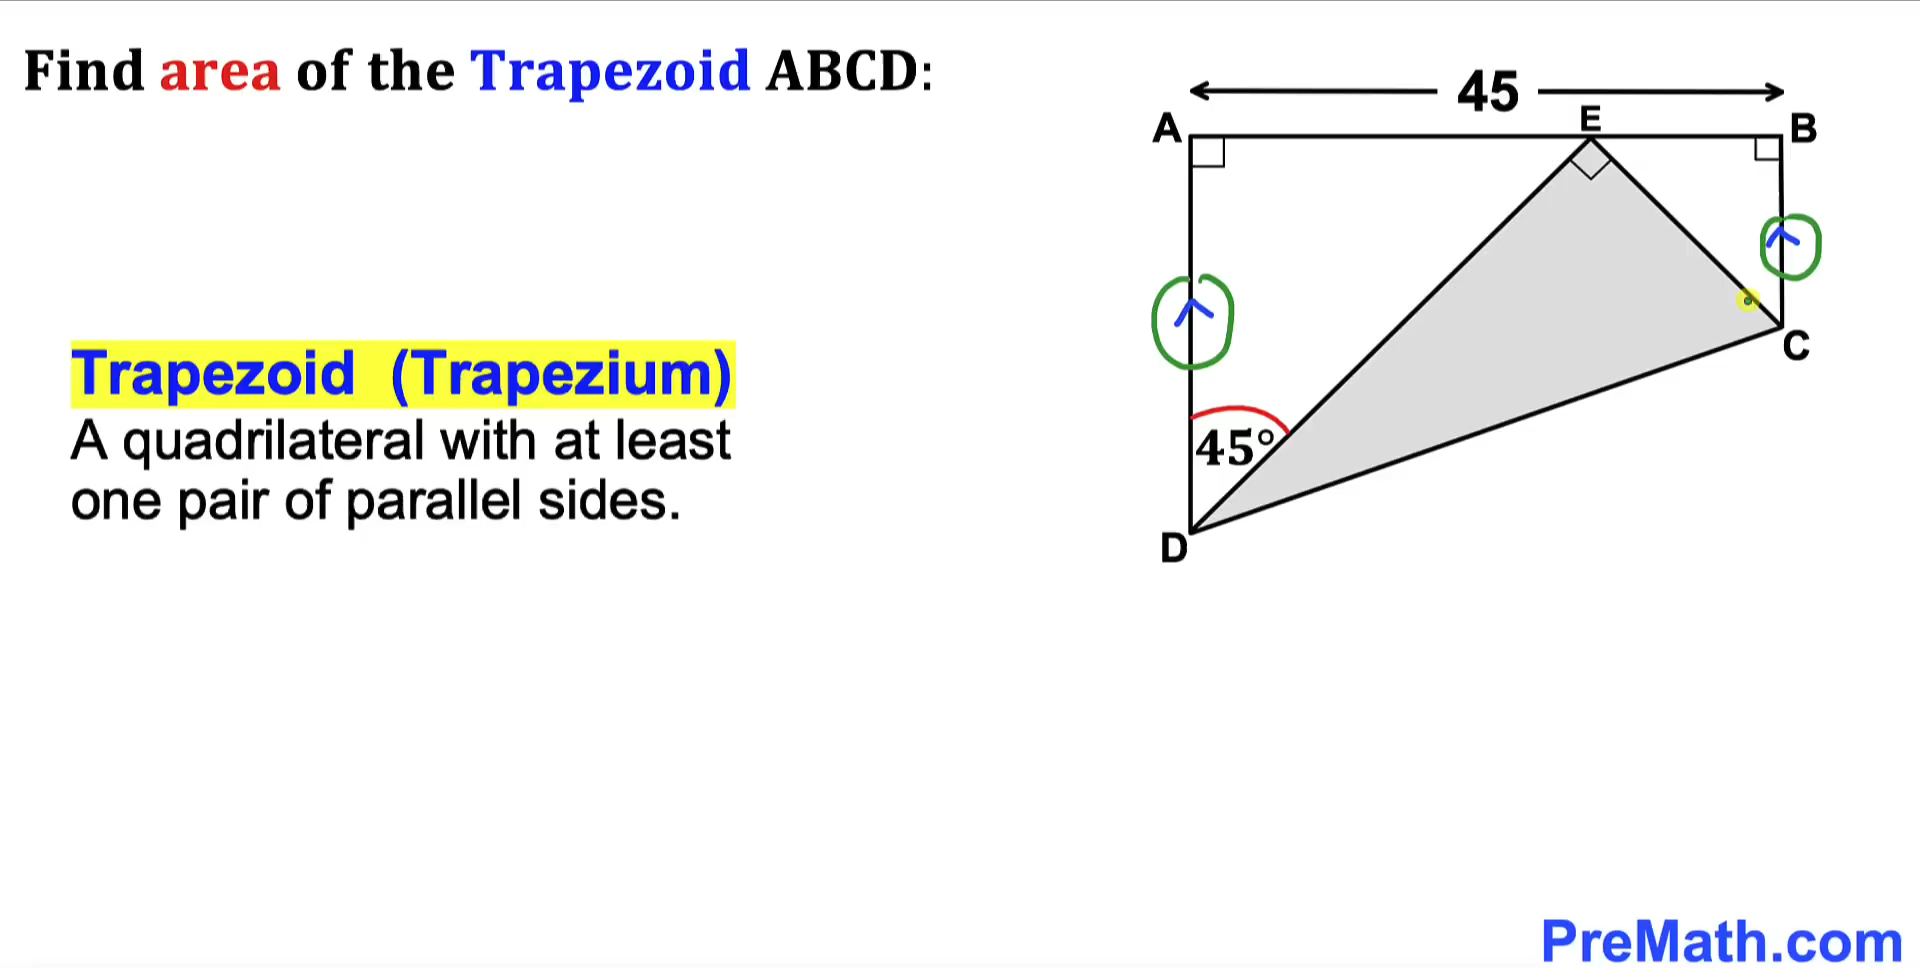 Find area of the Trapezoid ABCD:
45
A
E
B
C
45°
D
Trapezoid (Trapezium)
A quadrilateral with at least
one pair of parallel sides.
PreMath.com